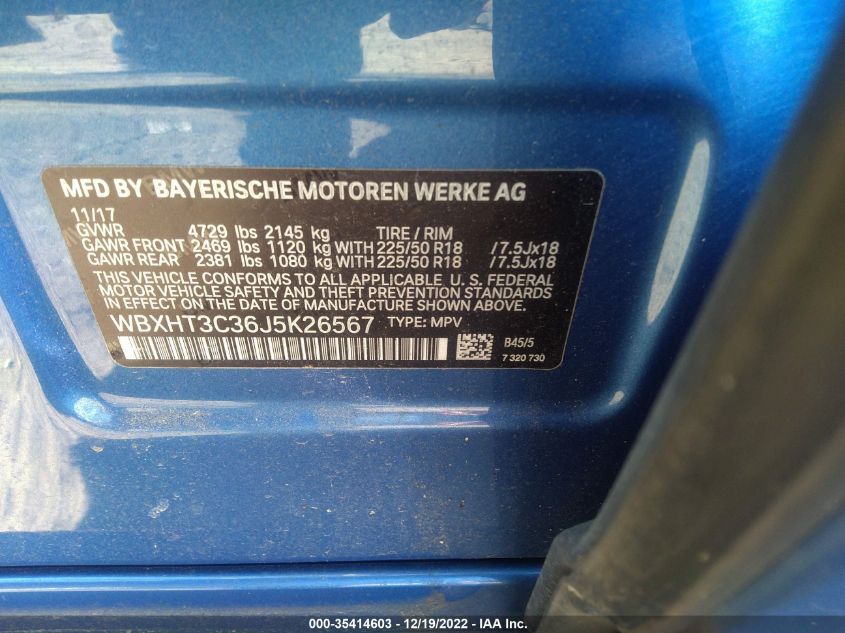 MFD BY BAYERISCHE MOTOREN WERKE AG
11/17
GVWR 4729 lbs 2145 kg TIRE / RIM
GAWR FRONT 2469 lbs 1120 kg WITH 225/50 R18 /7.5Jx18
GAWR REAR 2381 lbs 1080 kg WITH 225/50 R18 /7.5Jx18
THIS VEHICLE CONFORMS TO ALL APPLICABLE U. S. FEDERAL
MOTOR VEHICLE SAFETY AND THEFT PREVENTION STANDARDS
IN EFFECT ON THE DATE OF MANUFACTURE SHOWN ABOVE.
WBXHT3C36J5K26567 TYPE: MPV
B45/5
7 320 730
000-35414603 - 12/19/2022 - IAA Inc.